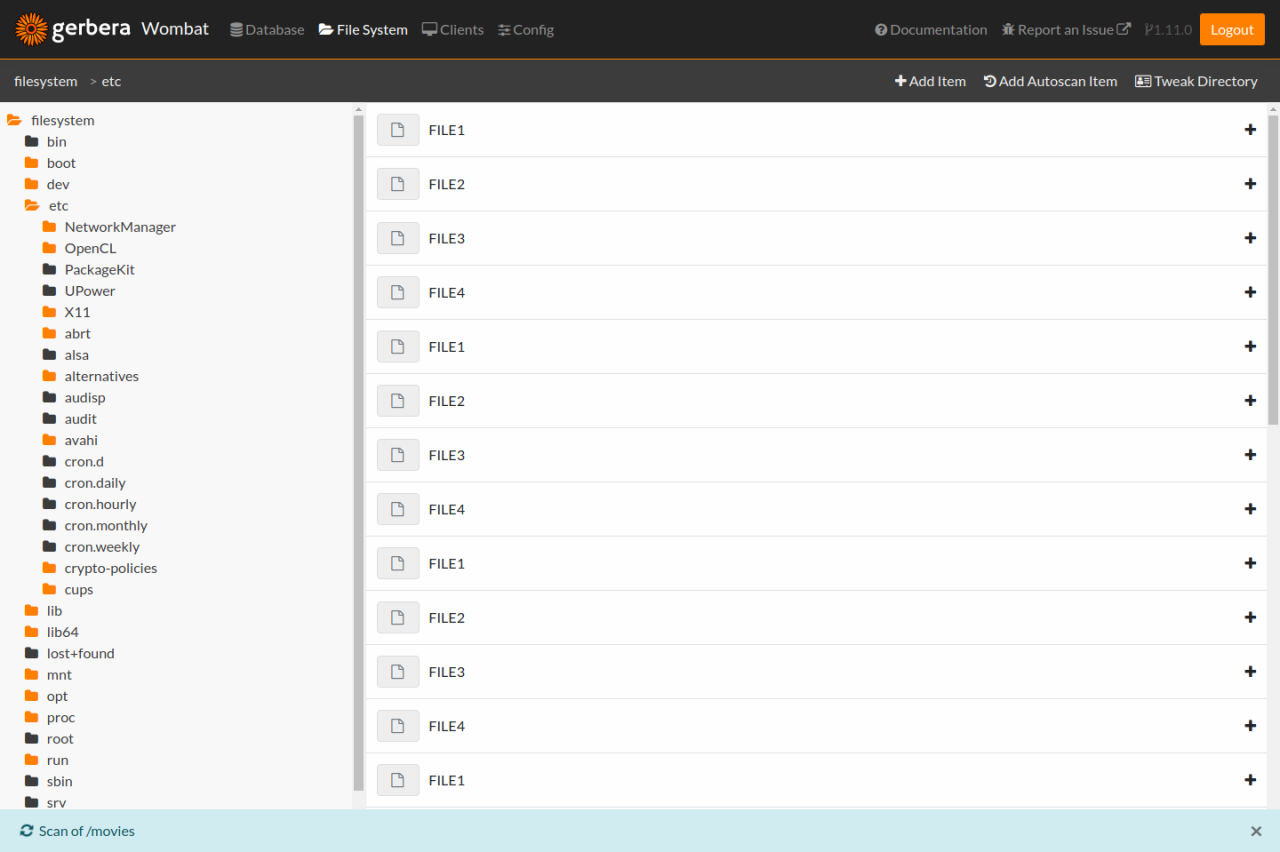 gerbera Wombat Database File System Clients Config Documentation Report an Issue 1.11.0 Logout
filesystem > etc + Add Item Add Autoscan Item Tweak Directory
filesystem
bin
boot
dev
etc
NetworkManager
OpenCL
PackageKit
UPower
X11
abrt
alsa
alternatives
audisp
audit
avahi
cron.d
cron.daily
cron.hourly
cron.monthly
cron.weekly
crypto-policies
cups
lib
lib64
lost+found
mnt
opt
proc
root
run
sbin
srv
FILE1
FILE2
FILE3
FILE4
FILE1
FILE2
FILE3
FILE4
FILE1
FILE2
FILE3
FILE4
FILE1
Scan of /movies ×